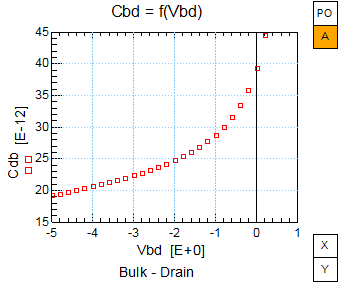 Cbd = f(Vbd)
PO
A
45
40
35
30
25
20
15
Cdb [E-12]
-5 -4 -3 -2 -1 0 1
Vbd [E+0]
Bulk - Drain
X
Y